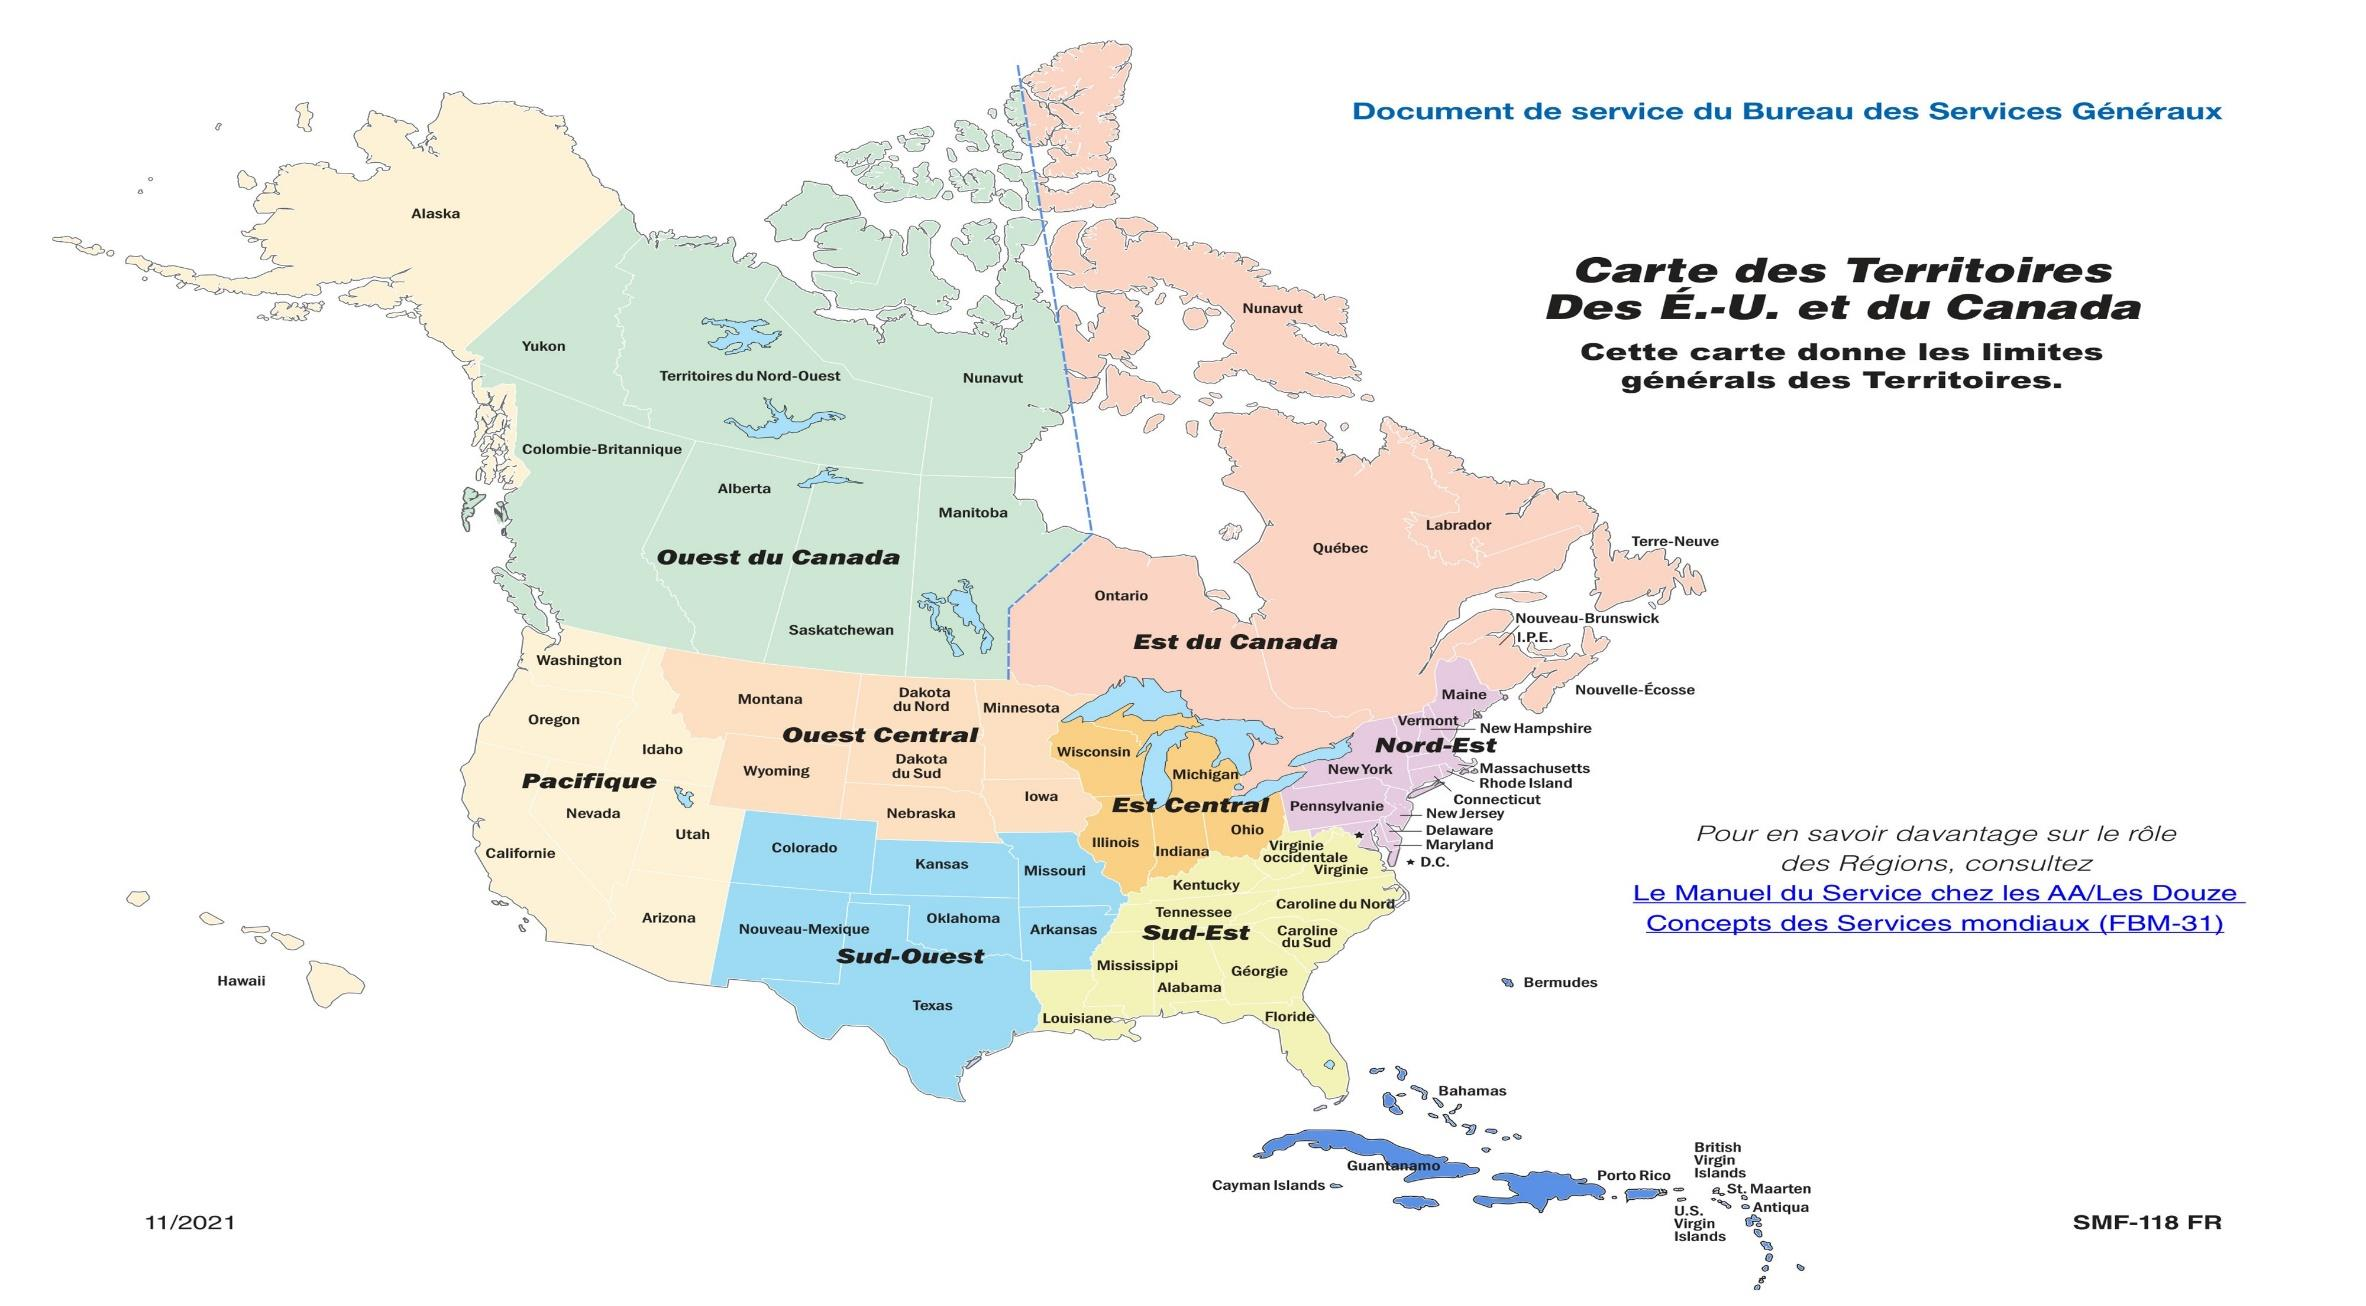 Document de service du Bureau des Services Généraux
Carte des Territoires
Des É.-U. et du Canada
Cette carte donne les limites
générals des Territoires.
Alaska
Yukon
Territoires du Nord-Ouest
Nunavut
Nunavut
Colombie-Britannique
Alberta
Manitoba
Ouest du Canada
Saskatchewan
Ontario
Québec
Labrador
Terre-Neuve
Est du Canada
Nouveau-Brunswick
I.P.E.
Nouvelle-Écosse
Washington
Oregon
Idaho
Pacifique
Nevada
Utah
Californie
Arizona
Hawaii
Montana
Dakota
du Nord
Minnesota
Ouest Central
Wyoming
Dakota
du Sud
Nebraska
Iowa
Wisconsin
Michigan
Est Central
Illinois
Indiana
Ohio
Maine
Vermont
New Hampshire
Nord-Est
New York
Massachusetts
Rhode Island
Connecticut
Pennsylvanie
New Jersey
Delaware
Maryland
D.C.
Colorado
Kansas
Missouri
Nouveau-Mexique
Oklahoma
Arkansas
Sud-Ouest
Texas
Virginie
occidentale
Virginie
Kentucky
Caroline du Nord
Tennessee
Sud-Est
Caroline
du Sud
Mississippi
Géorgie
Alabama
Louisiane
Floride
Pour en savoir davantage sur le rôle
des Régions, consultez
Le Manuel du Service chez les AA/Les Douze
Concepts des Services mondiaux (FBM-31)
Bermudes
Bahamas
Guantanamo
Cayman Islands
Porto Rico
British
Virgin
Islands
St. Maarten
Antiqua
U.S.
Virgin
Islands
11/2021
SMF-118 FR